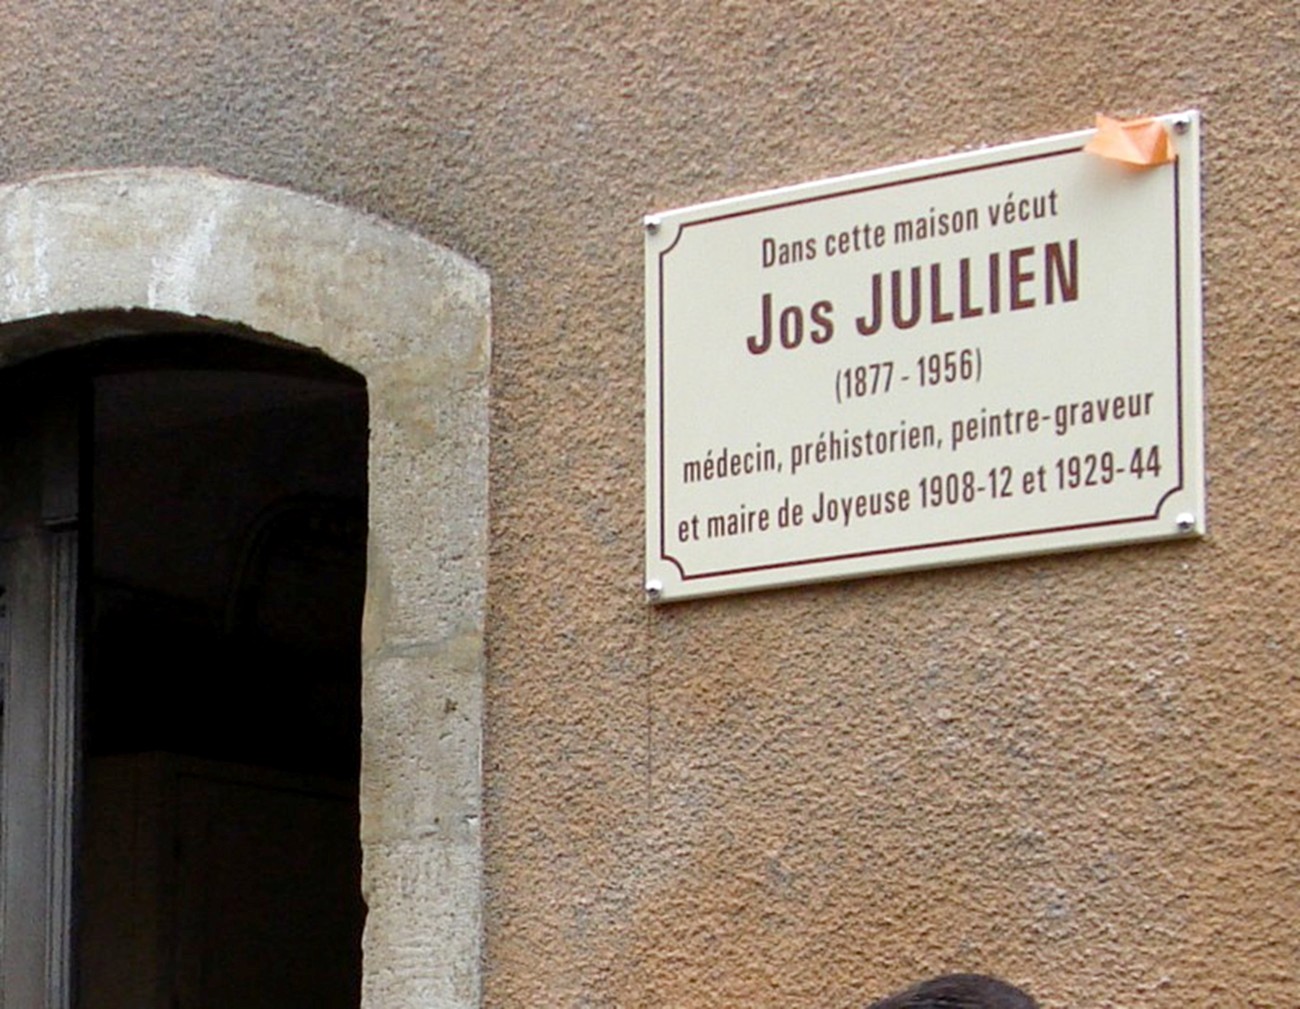 Dans cette maison vécut
Jos JULLIEN
(1877 - 1956)
médecin, préhistorien, peintre-graveur
et maire de Joyeuse 1908-12 et 1929-44